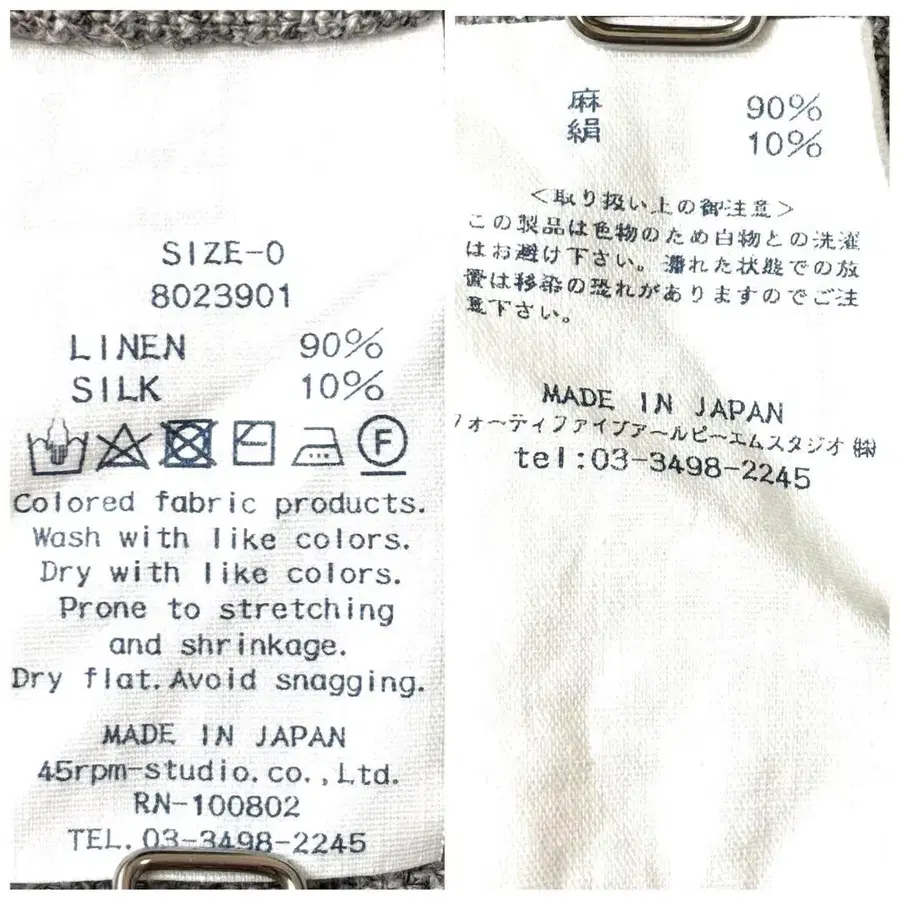 SIZE-0
8023901
LINEN 90%
SILK 10%
F
Colored fabric products.
Wash with like colors.
Dry with like colors.
Prone to stretching
and shrinkage.
Dry flat. Avoid snagging.
MADE IN JAPAN
45rpm-studio.co.,Ltd.
RN-100802
TEL. 03-3498-2245
麻 90%
絹 10%
<取り扱い上の御注意>
この製品は色物のため白物との洗濯
はお避け下さい。濡れた状態での放
置は移染の恐れがありますのでご注
意下さい。
MADE IN JAPAN
フォーティファイブアールピーエムスタジオ㈱
tel:03-3498-2245